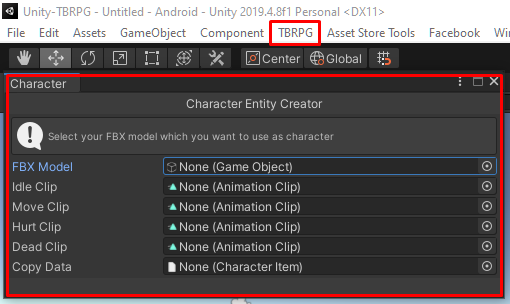 Unity-TBRPG - Untitled - Android - Unity 2019.4.8f1 Personal <DX11>
File Edit Assets GameObject Component TBRPG Asset Store Tools Facebook Wi
Center Global
Character
Character Entity Creator
Select your FBX model which you want to use as character
FBX Model None (Game Object)
Idle Clip None (Animation Clip)
Move Clip None (Animation Clip)
Hurt Clip None (Animation Clip)
Dead Clip None (Animation Clip)
Copy Data None (Character Item)